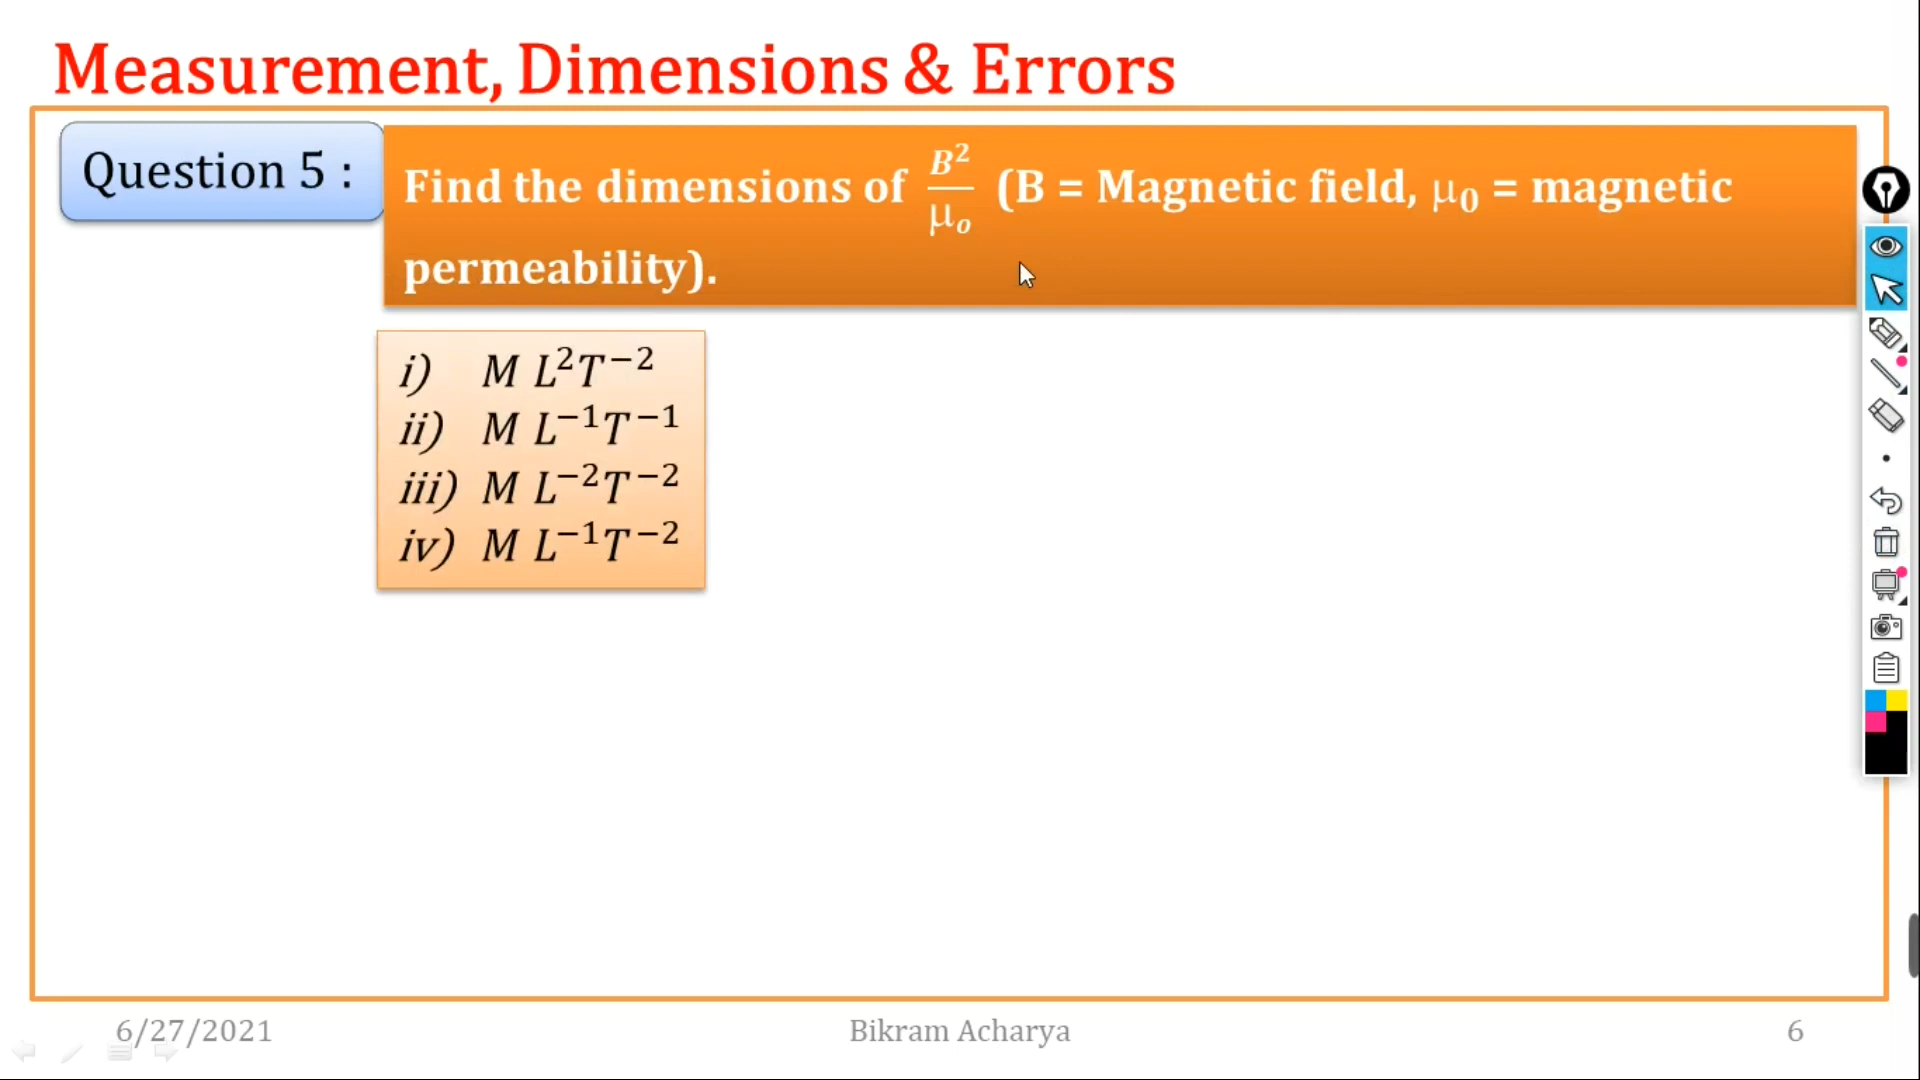 Measurement, Dimensions & Errors
Question 5 :
Find the dimensions of B²/μₒ (B = Magnetic field, μ₀ = magnetic
permeability).
i) M L²T⁻²
ii) M L⁻¹T⁻¹
iii) M L⁻²T⁻²
iv) M L⁻¹T⁻²
6/27/2021
Bikram Acharya
6